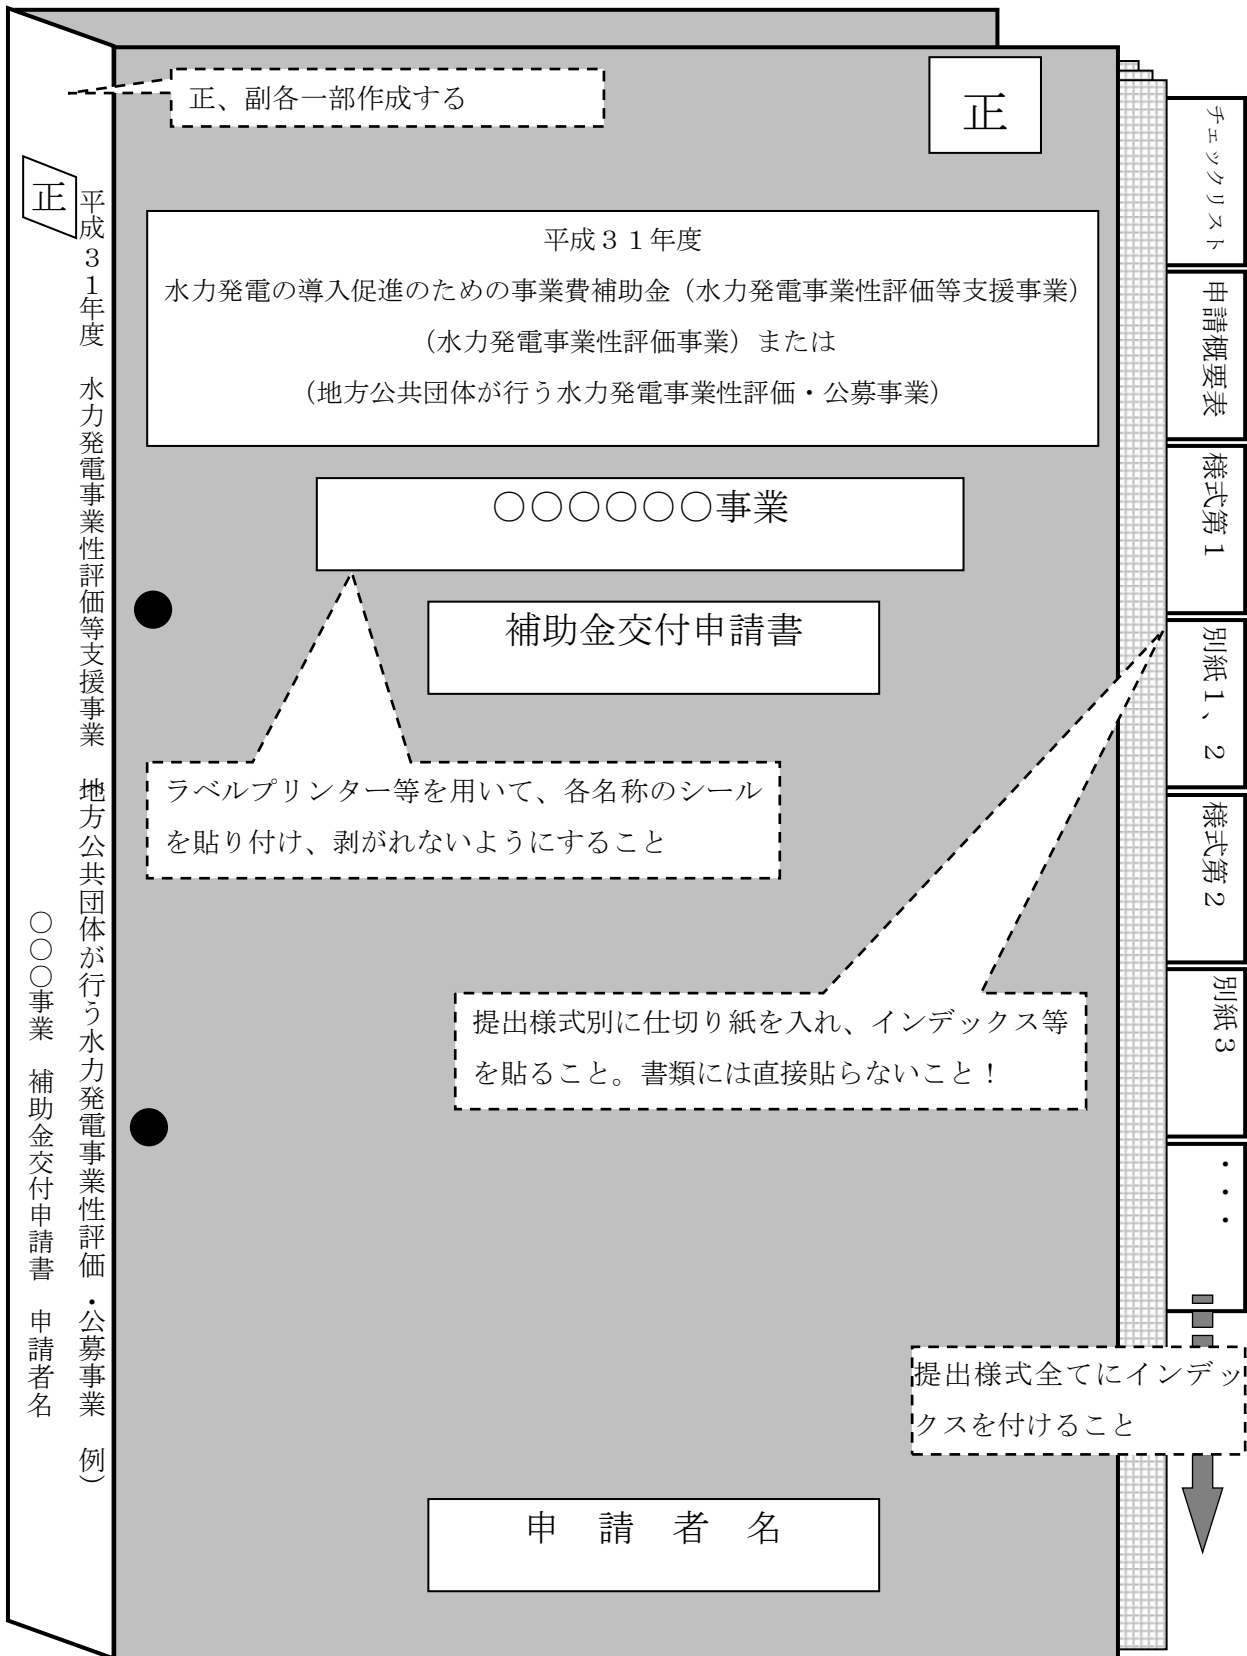 正、副各一部作成する
正
平成３１年度
水力発電の導入促進のための事業費補助金（水力発電事業性評価等支援事業）
（水力発電事業性評価事業）または
（地方公共団体が行う水力発電事業性評価・公募事業）
○○○○○○事業
補助金交付申請書
ラベルプリンター等を用いて、各名称のシール
を貼り付け、剥がれないようにすること
提出様式別に仕切り紙を入れ、インデックス等
を貼ること。書類には直接貼らないこと！
提出様式全てにインデッ
クスを付けること
申　請　者　名
正
平成３１年度　水力発電事業性評価等支援事業　地方公共団体が行う水力発電事業性評価・公募事業　例）
○○○事業　補助金交付申請書　申請者名
チェックリスト
申請概要表
様式第１
別紙１、２
様式第２
別紙３
・・・